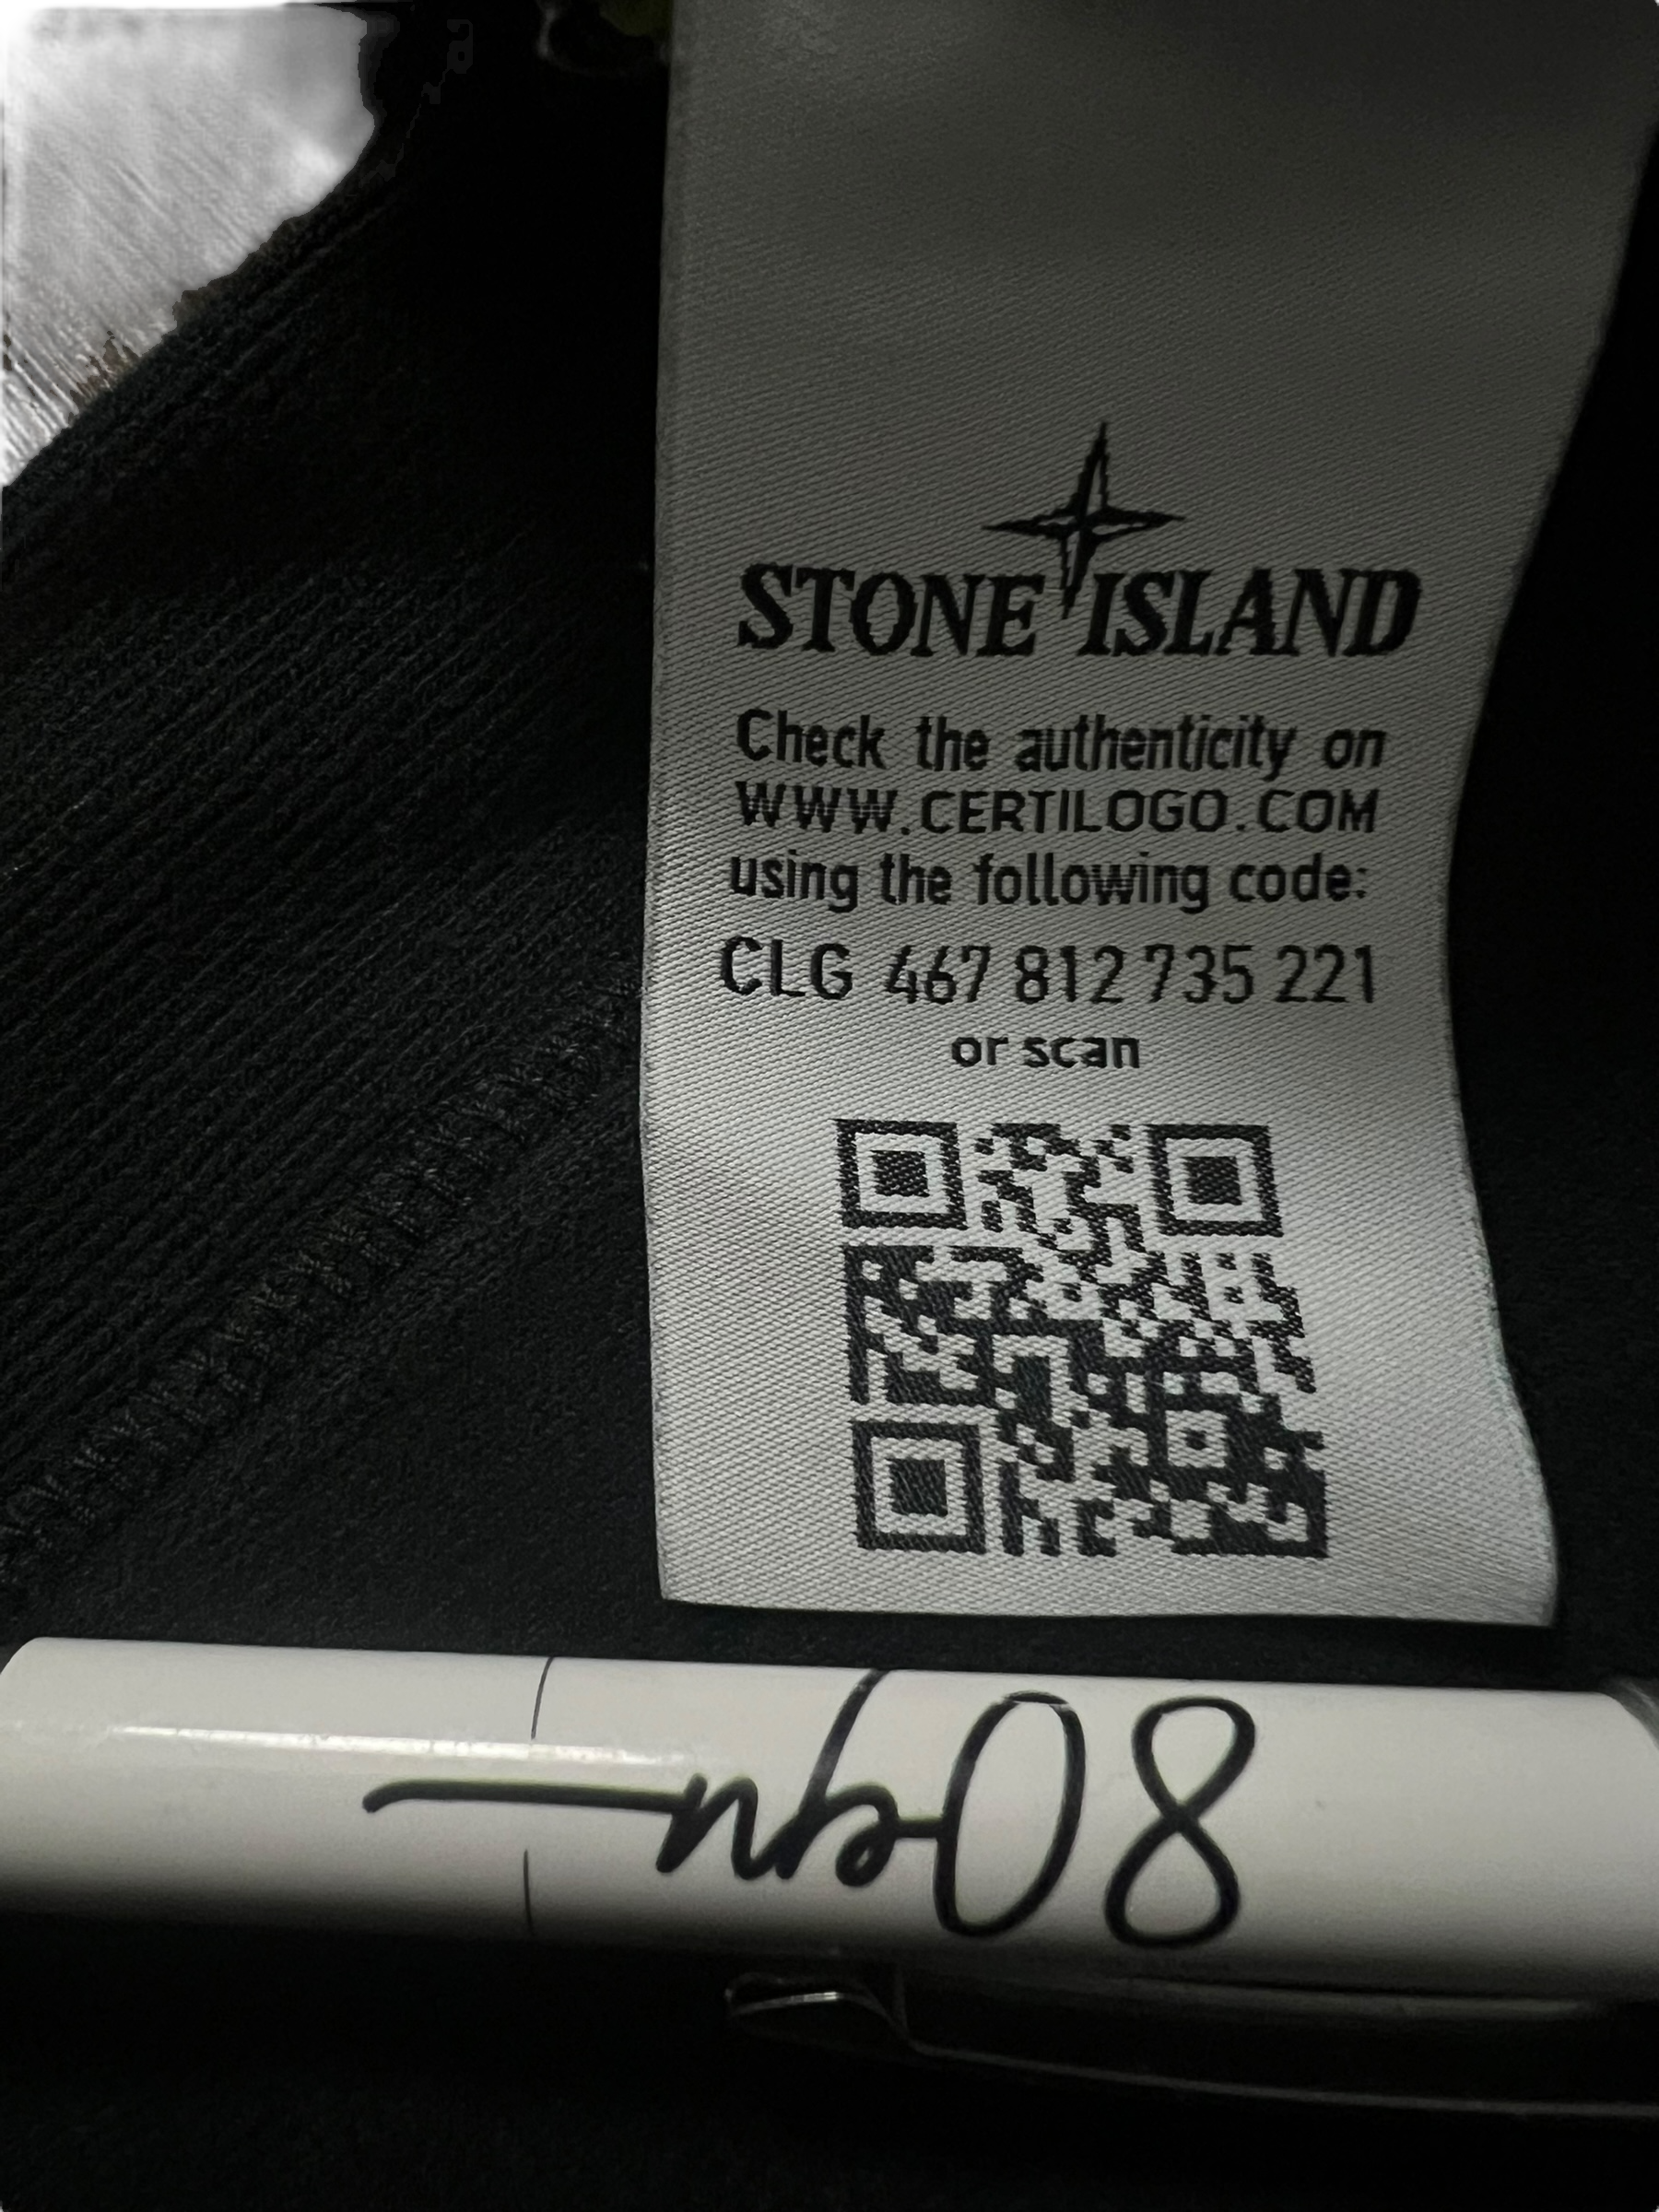 STONE ISLAND
Check the authenticity on
WWW.CERTILOGO.COM
using the following code:
CLG 467 812 735 221
or scan